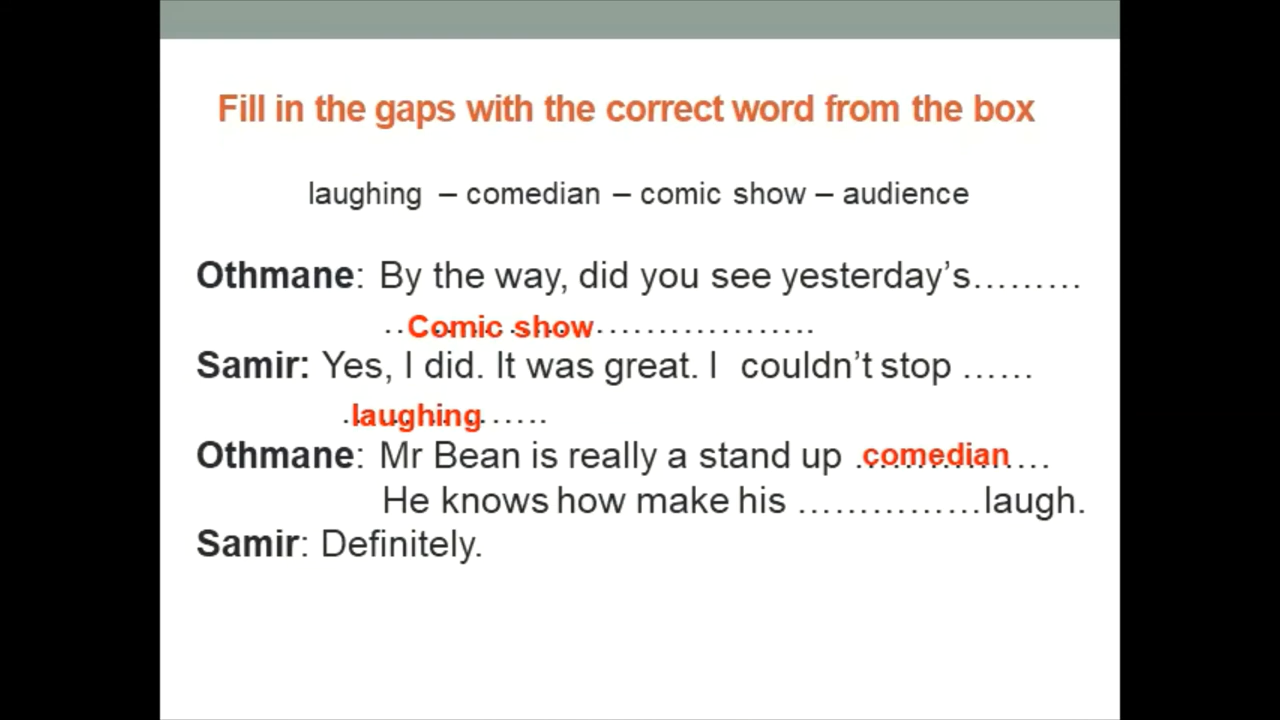 Fill in the gaps with the correct word from the box
laughing – comedian – comic show – audience
Othmane: By the way, did you see yesterday’s………
..Comic show…………………..
Samir: Yes, I did. It was great. I couldn’t stop ……
.laughing……..
Othmane: Mr Bean is really a stand up .comedian…
He knows how make his ……………laugh.
Samir: Definitely.